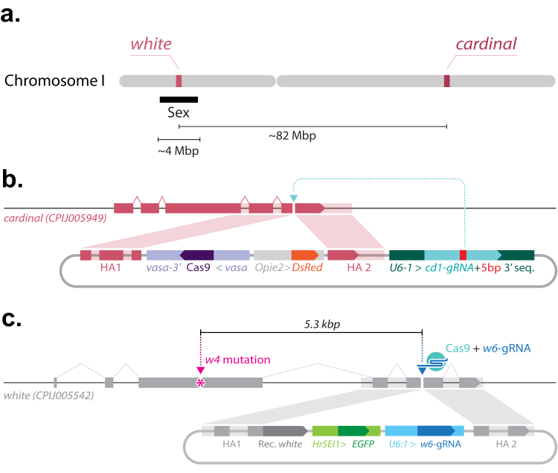 a.
white
cardinal
Chromosome I
Sex
~82 Mbp
~4 Mbp
b.
cardinal (CPIJ005949)
HA1
vasa-3' Cas9 < vasa Opie2> DsRed
HA 2
U6-1 > cd1-gRNA+5bp 3' seq.
c.
5.3 kbp
w4 mutation
Cas9 + w6-gRNA
*
white (CPIJ005542)
HA1 Rec. white Hr5El1> EGFP U6:1 > w6-gRNA HA 2